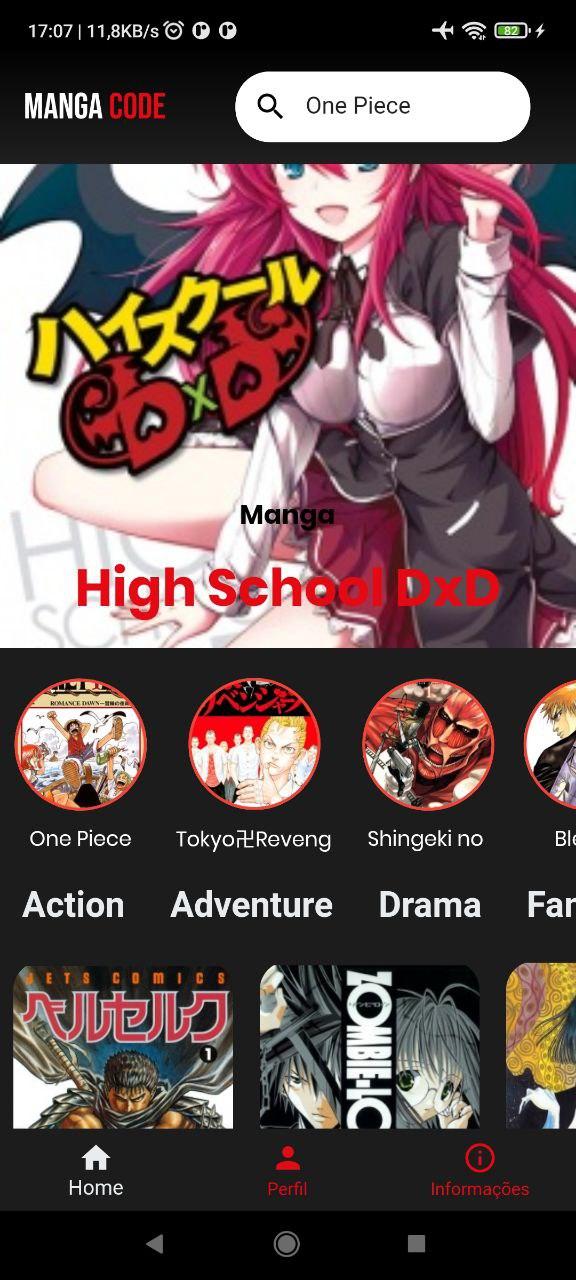 17:07 | 11,8KB/s
82
MANGA CODE
One Piece
ハイスクール
DXD
Manga
High School DxD
ROMANCE DAWN
One Piece
Tokyo卍Reveng
Shingeki no
Ble
Action
Adventure
Drama
Fan
JETS COMICS
ベルセルク
1
ZOMBIE-LO
Home
Perfil
Informações